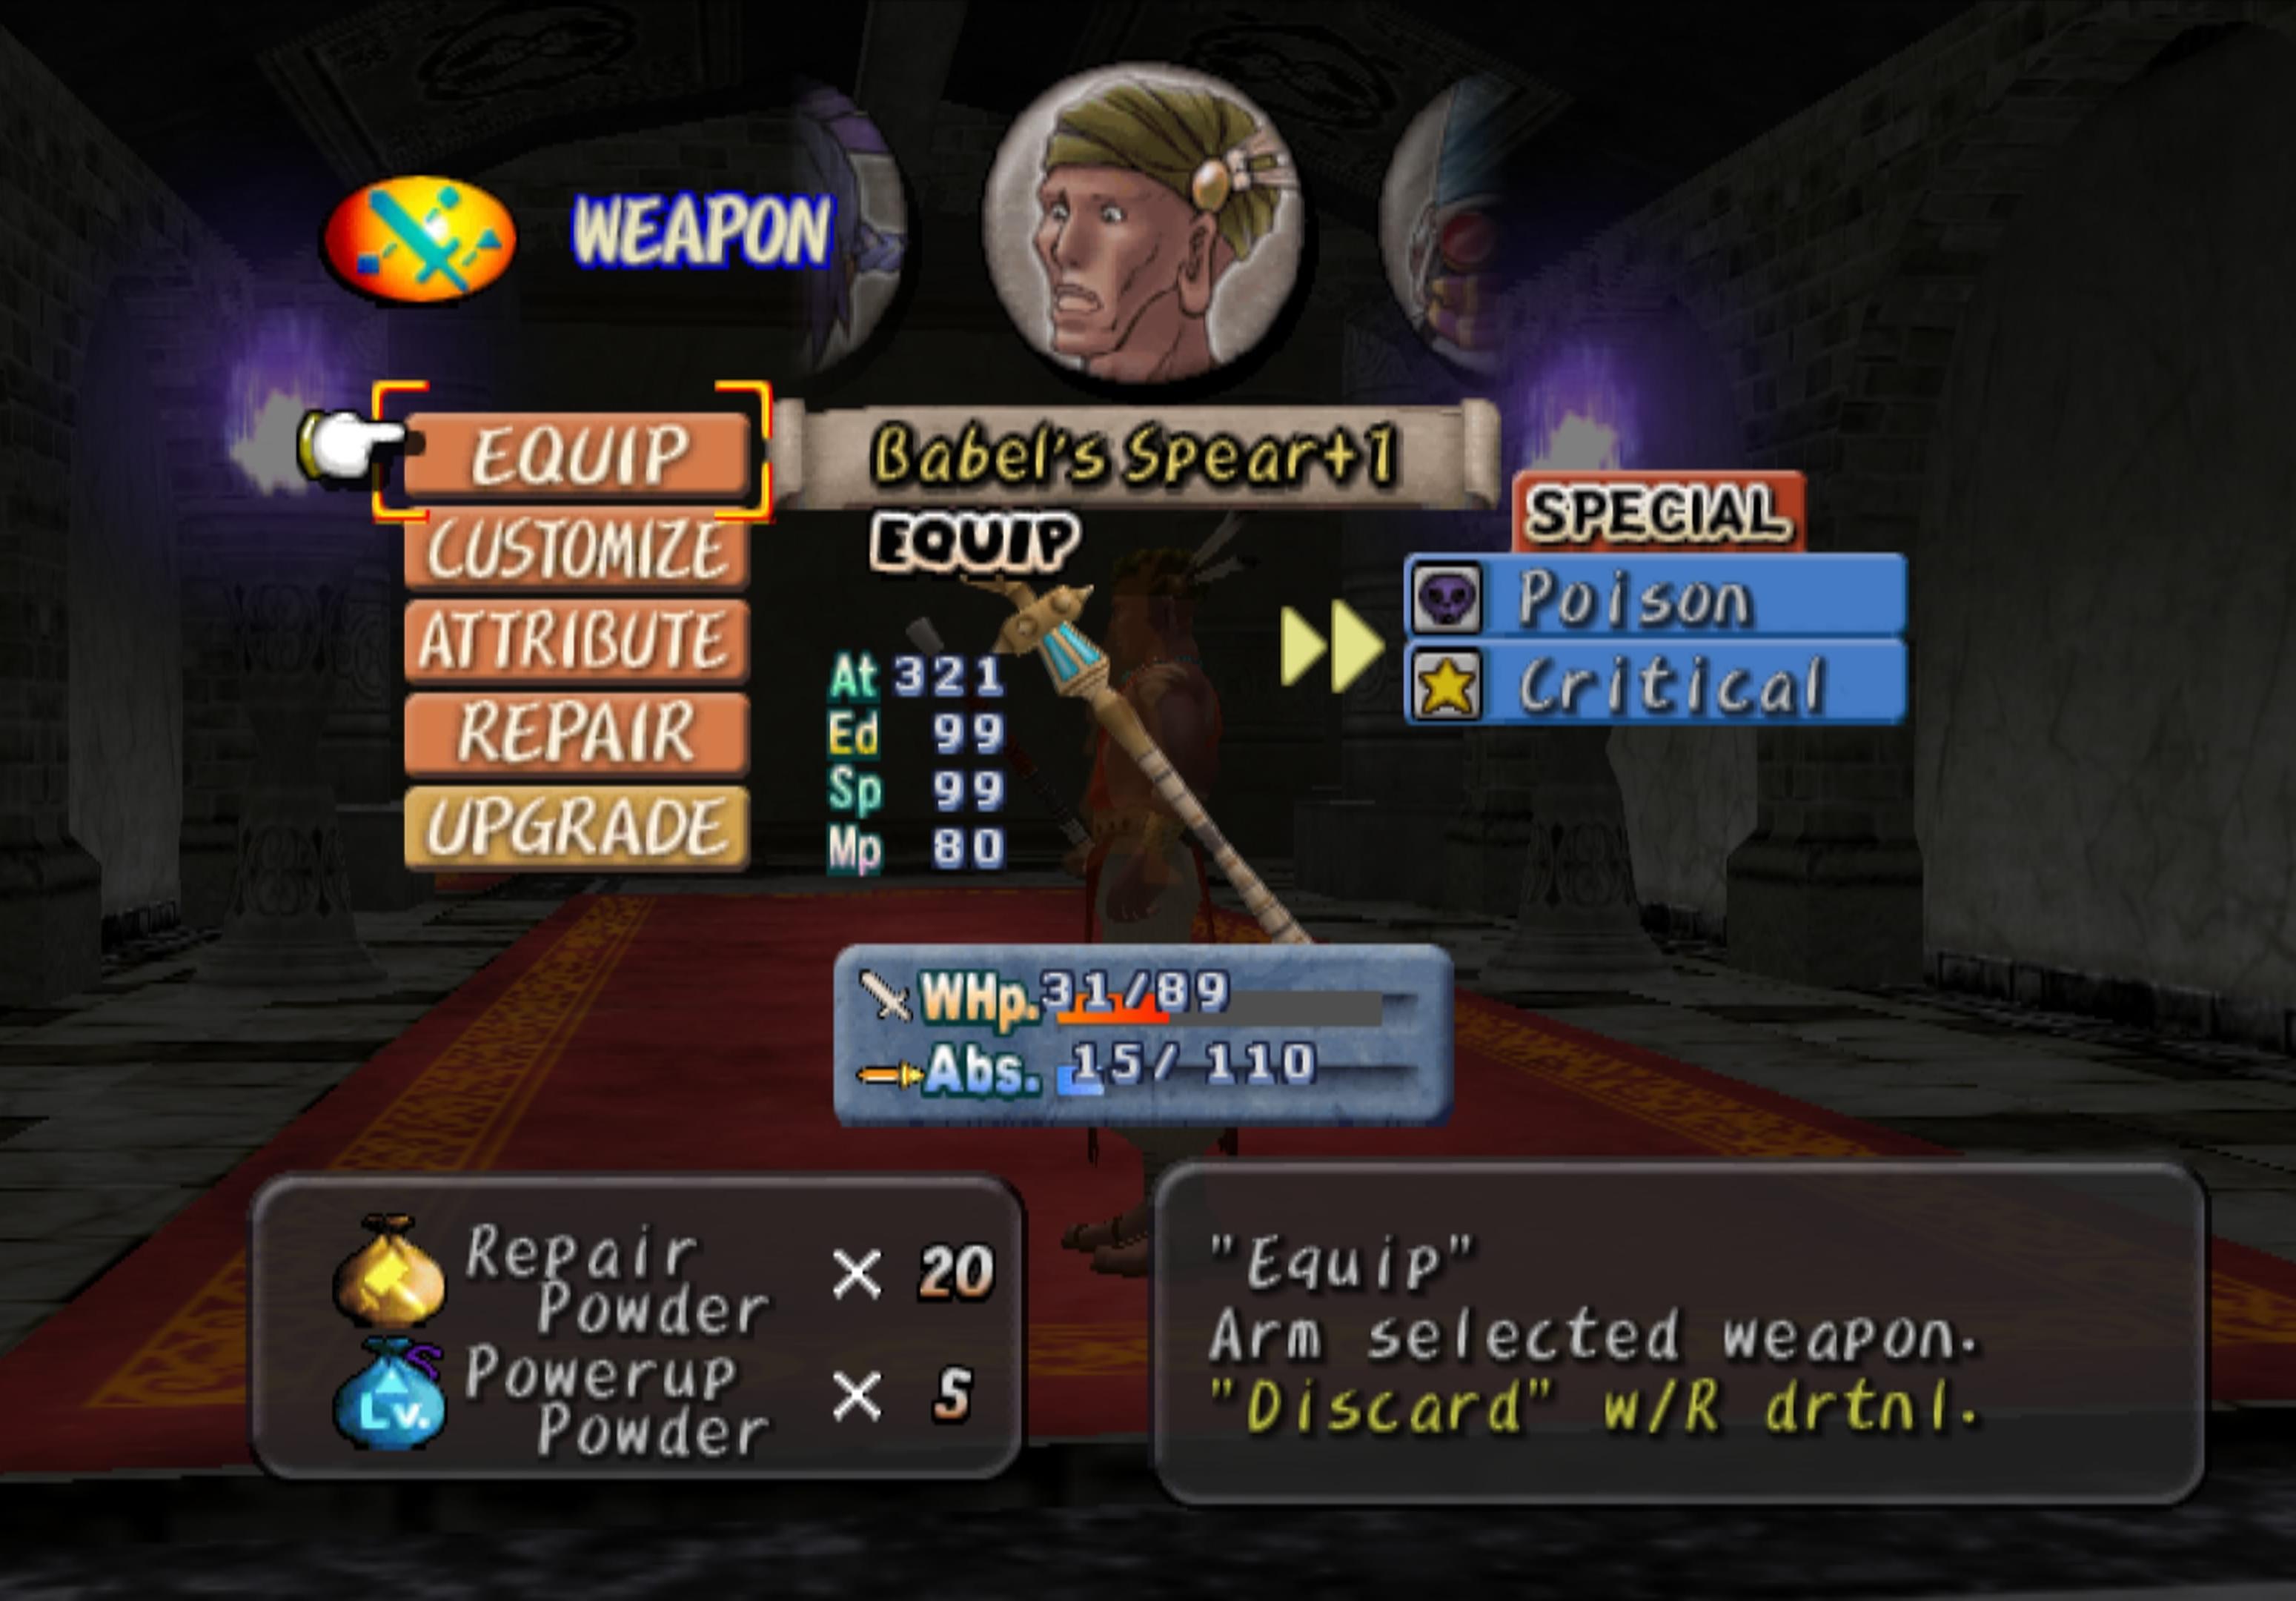 WEAPON
EQUIP
CUSTOMIZE
ATTRIBUTE
REPAIR
UPGRADE
Babel's Spear+1
EQUIP
At 321
Ed 99
Sp 99
Mp 80
SPECIAL
Poison
Critical
WHp. 31/89
Abs. 15/ 110
Repair
Powder × 20
Lv.
Powerup
Powder × 5
"Equip"
Arm selected weapon.
"Discard" w/R drtnl.